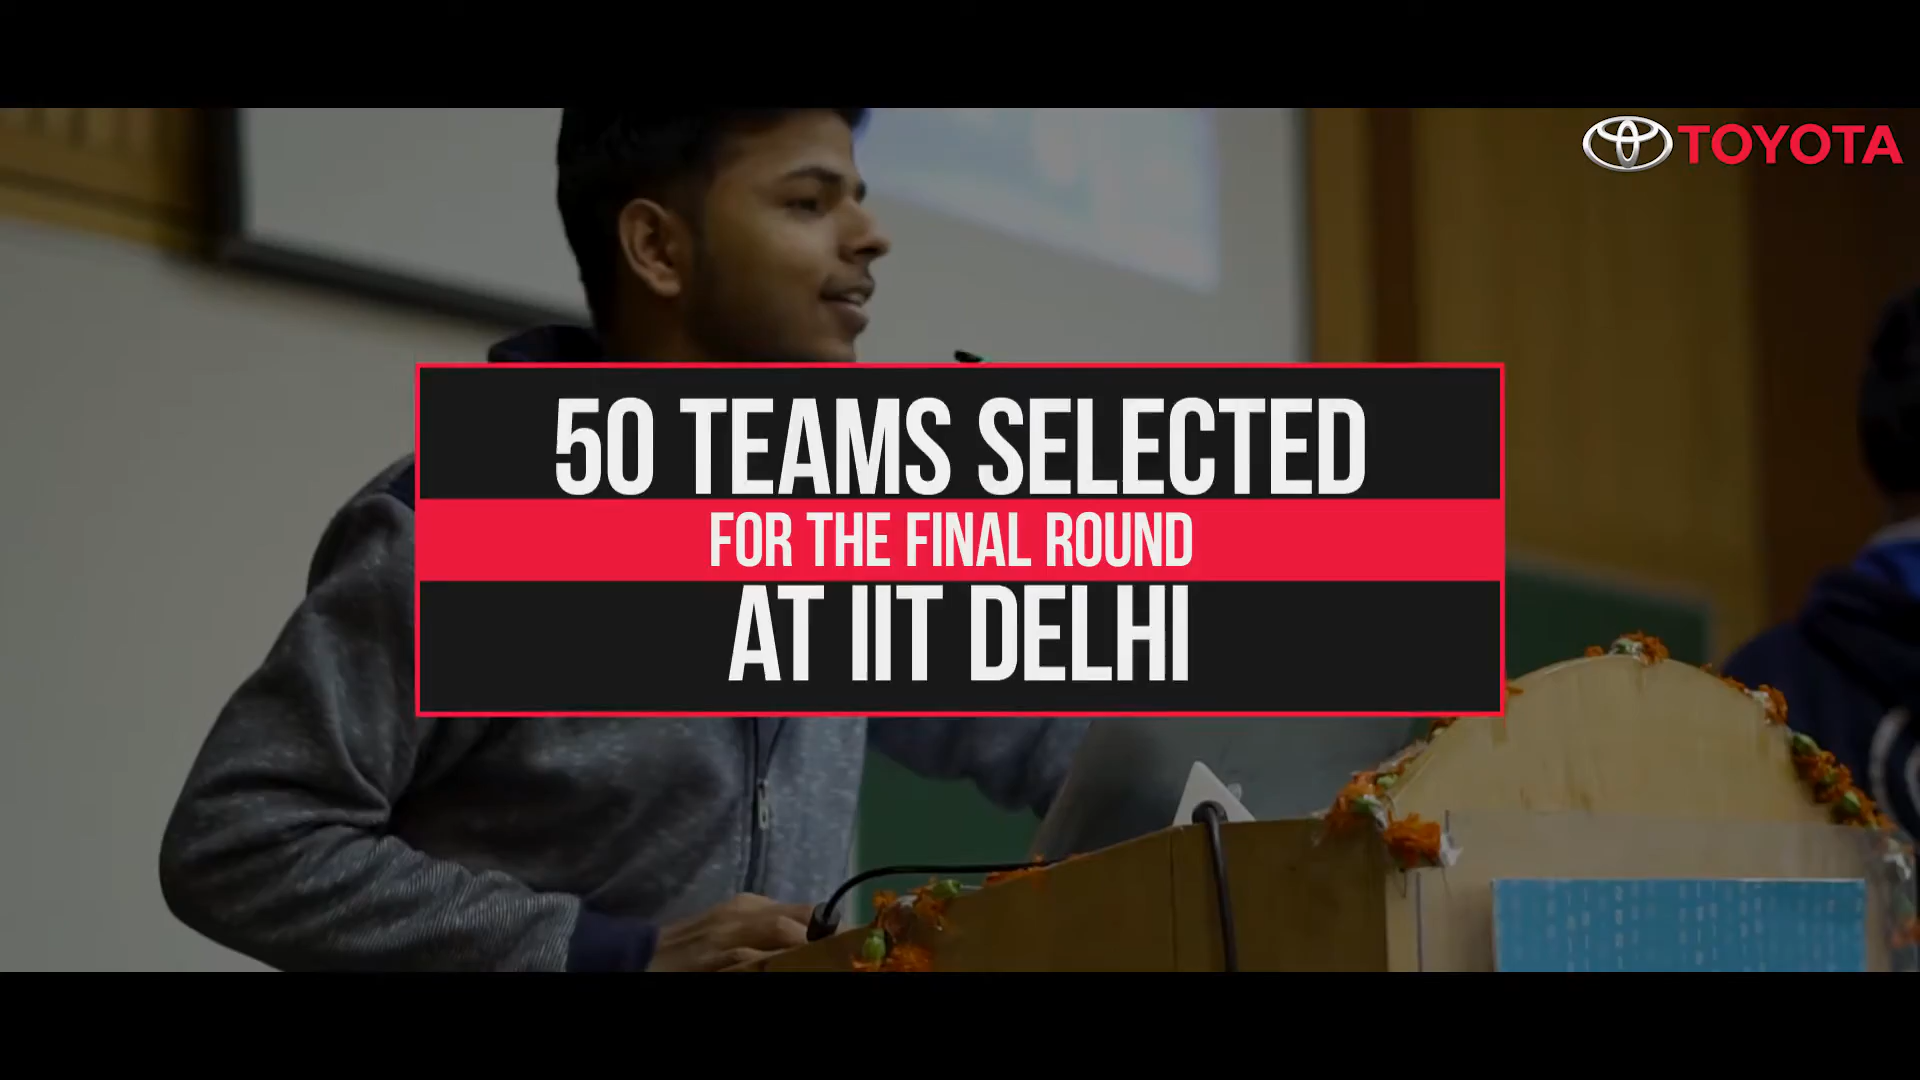 TOYOTA
50 TEAMS SELECTED
FOR THE FINAL ROUND
AT IIT DELHI